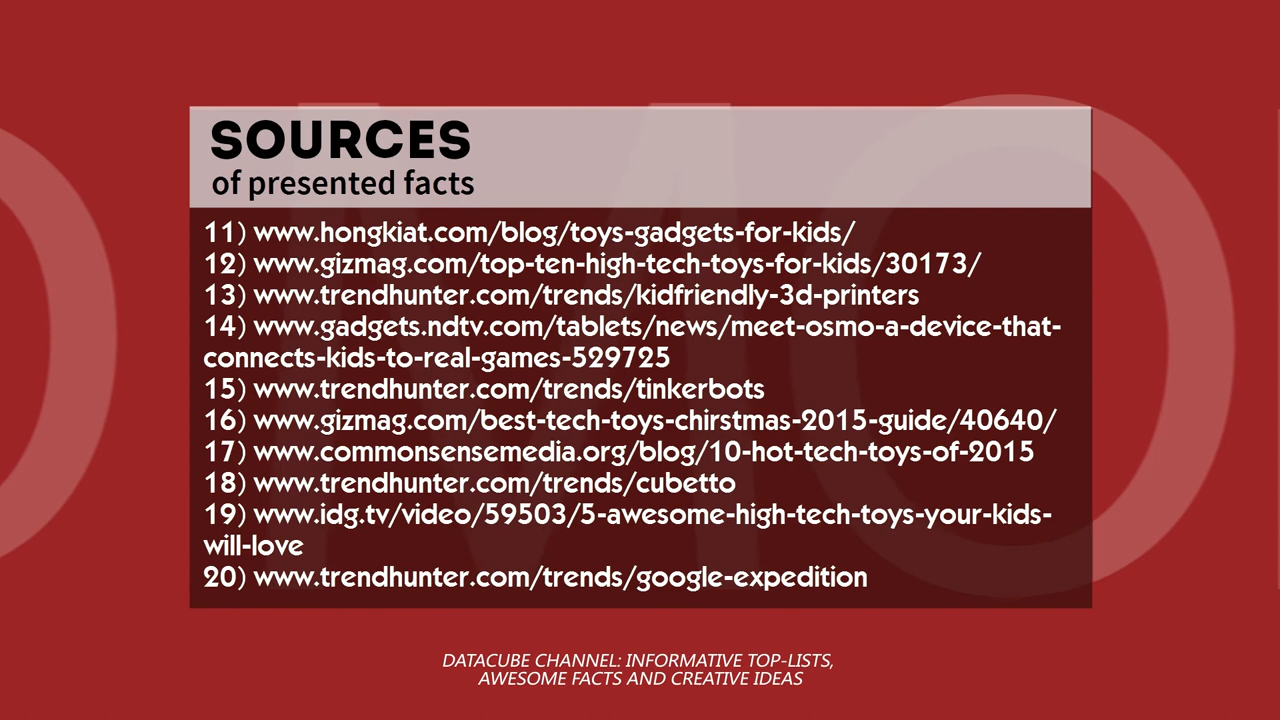 SOURCES
of presented facts
11) www.hongkiat.com/blog/toys-gadgets-for-kids/
12) www.gizmag.com/top-ten-high-tech-toys-for-kids/30173/
13) www.trendhunter.com/trends/kidfriendly-3d-printers
14) www.gadgets.ndtv.com/tablets/news/meet-osmo-a-device-that-
connects-kids-to-real-games-529725
15) www.trendhunter.com/trends/tinkerbots
16) www.gizmag.com/best-tech-toys-chirstmas-2015-guide/40640/
17) www.commonsensemedia.org/blog/10-hot-tech-toys-of-2015
18) www.trendhunter.com/trends/cubetto
19) www.idg.tv/video/59503/5-awesome-high-tech-toys-your-kids-
will-love
20) www.trendhunter.com/trends/google-expedition
DATACUBE CHANNEL: INFORMATIVE TOP-LISTS,
AWESOME FACTS AND CREATIVE IDEAS